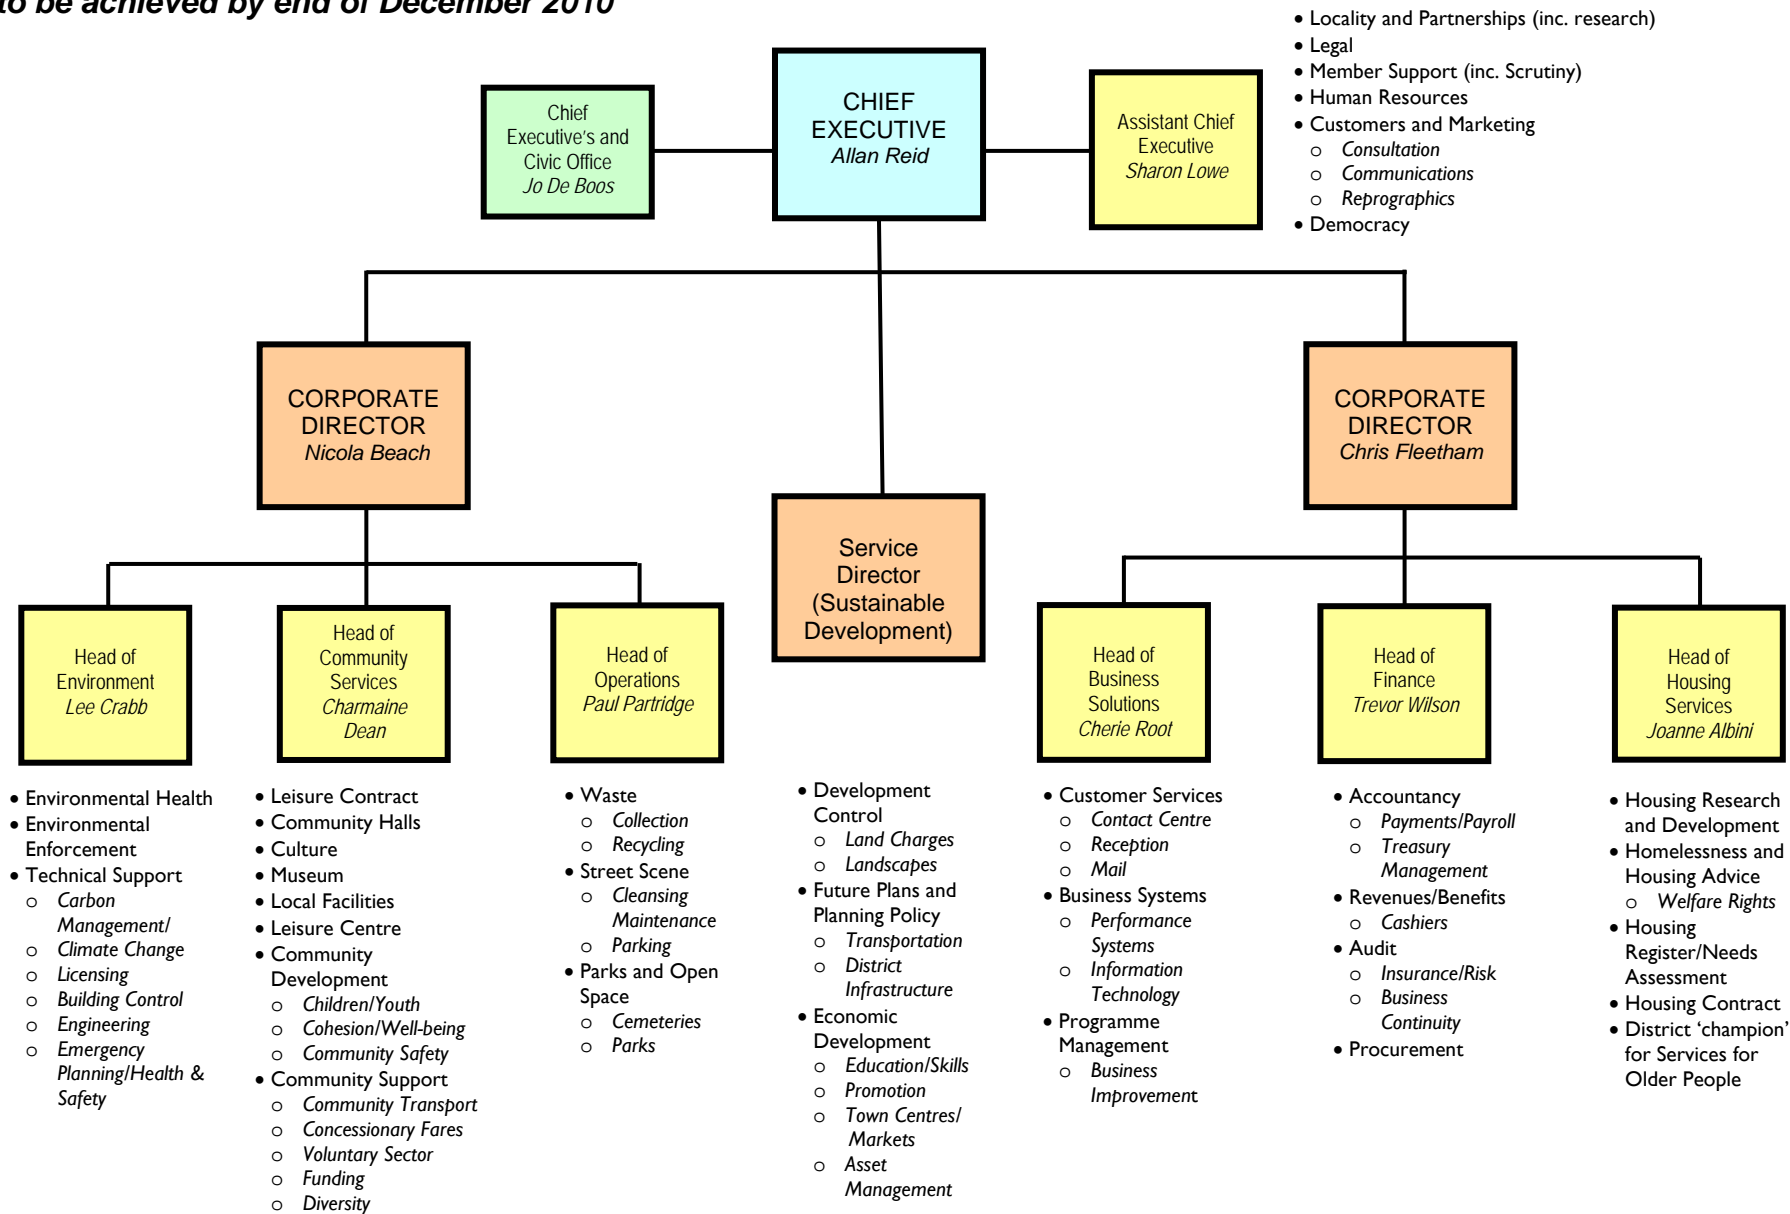 to be achieved by end of December 2010
• Locality and Partnerships (inc. research)
• Legal
• Member Support (inc. Scrutiny)
• Human Resources
• Customers and Marketing
o Consultation
o Communications
o Reprographics
• Democracy
Chief
Executive's and
Civic Office
Jo De Boos
CHIEF
EXECUTIVE
Allan Reid
Assistant Chief
Executive
Sharon Lowe
CORPORATE
DIRECTOR
Nicola Beach
CORPORATE
DIRECTOR
Chris Fleetham
Service
Director
(Sustainable
Development)
Head of
Environment
Lee Crabb
Head of
Community
Services
Charmaine
Dean
Head of
Operations
Paul Partridge
Head of
Business
Solutions
Cherie Root
Head of
Finance
Trevor Wilson
Head of
Housing
Services
Joanne Albini
• Environmental Health
• Environmental
Enforcement
• Technical Support
o Carbon
Management/
o Climate Change
o Licensing
o Building Control
o Engineering
o Emergency
Planning/Health &
Safety
• Leisure Contract
• Community Halls
• Culture
• Museum
• Local Facilities
• Leisure Centre
• Community
Development
o Children/Youth
o Cohesion/Well-being
o Community Safety
• Community Support
o Community Transport
o Concessionary Fares
o Voluntary Sector
o Funding
o Diversity
• Waste
o Collection
o Recycling
• Street Scene
o Cleansing
Maintenance
o Parking
• Parks and Open
Space
o Cemeteries
o Parks
• Development
Control
o Land Charges
o Landscapes
• Future Plans and
Planning Policy
o Transportation
o District
Infrastructure
• Economic
Development
o Education/Skills
o Promotion
o Town Centres/
Markets
o Asset
Management
• Customer Services
o Contact Centre
o Reception
o Mail
• Business Systems
o Performance
Systems
o Information
Technology
• Programme
Management
o Business
Improvement
• Accountancy
o Payments/Payroll
o Treasury
Management
• Revenues/Benefits
o Cashiers
• Audit
o Insurance/Risk
o Business
Continuity
• Procurement
• Housing Research
and Development
• Homelessness and
Housing Advice
o Welfare Rights
• Housing
Register/Needs
Assessment
• Housing Contract
• District ‘champion’
for Services for
Older People